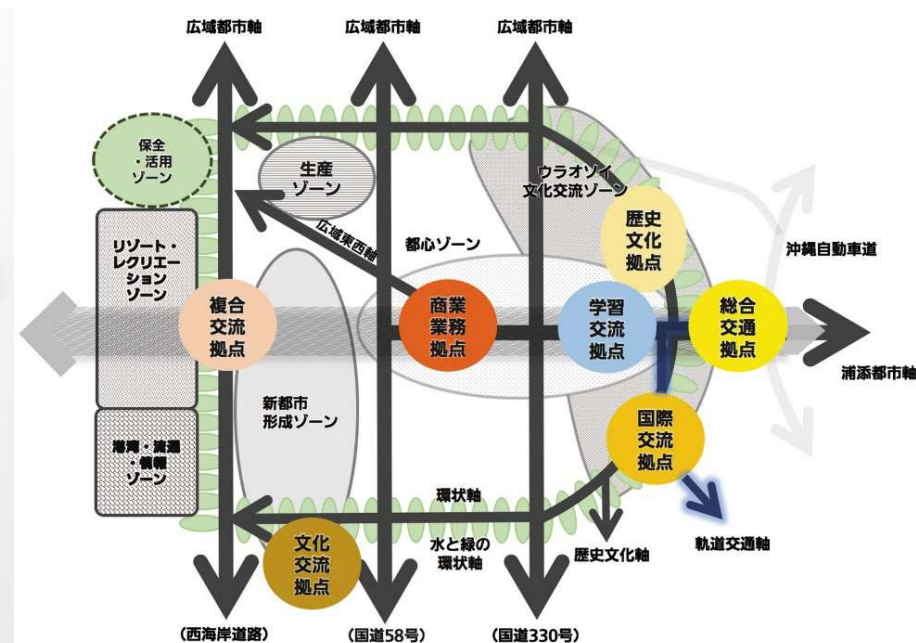 広域都市軸
広域都市軸
広域都市軸
保全
・活用
ゾーン
生産
ゾーン
ウラオソイ
文化交流ゾーン
歴史
文化
拠点
広域東西軸
都心ゾーン
沖縄自動車道
リゾート・
レクリエー
ション
ゾーン
複合
交流
拠点
商業
業務
拠点
学習
交流
拠点
総合
交通
拠点
浦添都市軸
新都市
形成ゾーン
国際
交流
拠点
港湾・流通
・情報
ゾーン
環状軸
文化
交流
拠点
水と緑の
環状軸
歴史文化軸
軌道交通軸
(西海岸道路)
(国道58号)
(国道330号)